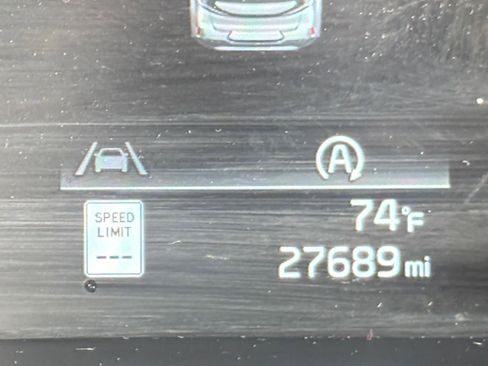 A
SPEED
LIMIT
---
74°F
27689 mi